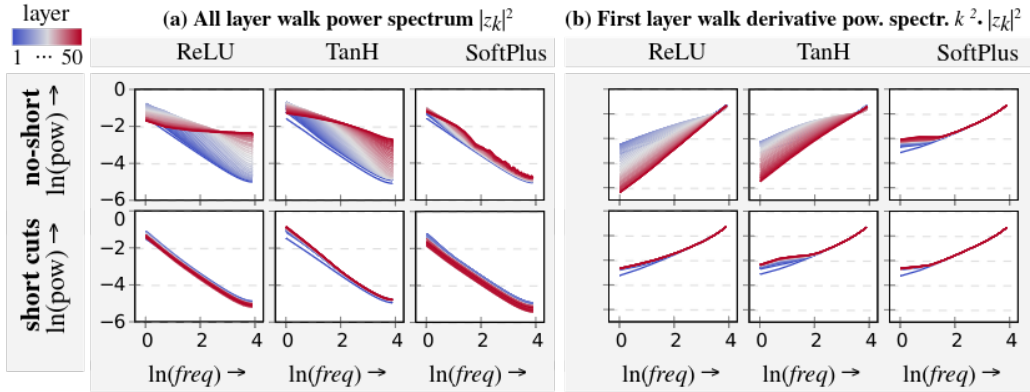 layer
1 ··· 50
(a) All layer walk power spectrum |z_k|²
(b) First layer walk derivative pow. spectr. k²· |z_k|²
ReLU TanH SoftPlus
ReLU TanH SoftPlus
no-short
ln(pow) →
0
−2
−4
−6
short cuts
ln(pow) →
0
−2
−4
−6
0 2 4 0 2 4 0 2 4
0 2 4 0 2 4 0 2 4
ln(freq) → ln(freq) → ln(freq) →
ln(freq) → ln(freq) → ln(freq) →